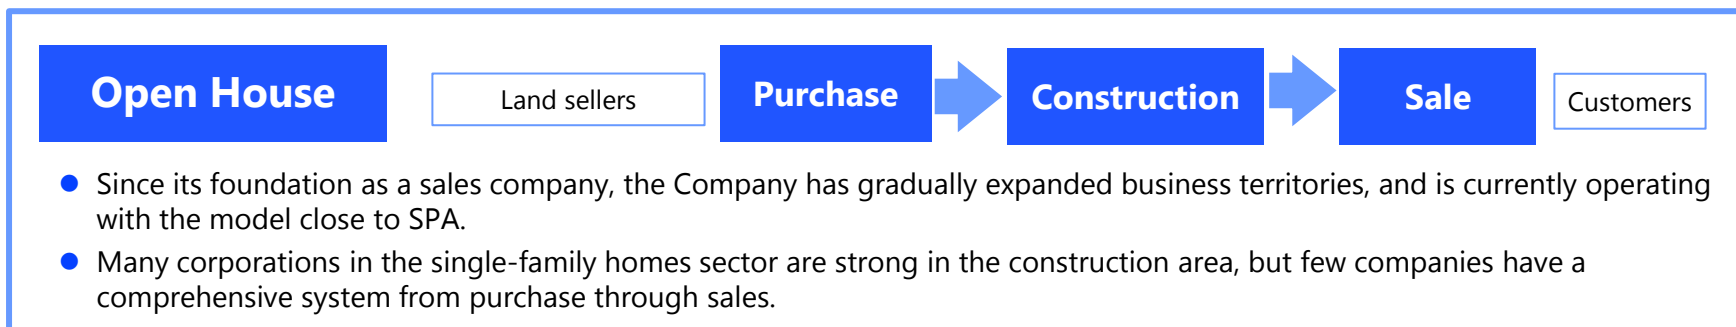 Open House
Land sellers
Purchase
Construction
Sale
Customers
Since its foundation as a sales company, the Company has gradually expanded business territories, and is currently operating
with the model close to SPA.
Many corporations in the single-family homes sector are strong in the construction area, but few companies have a
comprehensive system from purchase through sales.